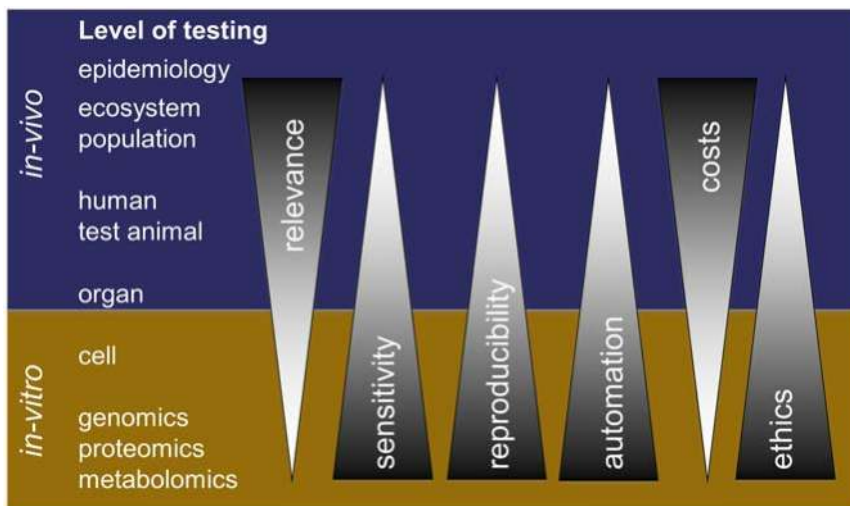 Level of testing
epidemiology
ecosystem
population
human
test animal
organ
cell
genomics
proteomics
metabolomics
in-vivo
in-vitro
relevance
sensitivity
reproducibility
automation
costs
ethics